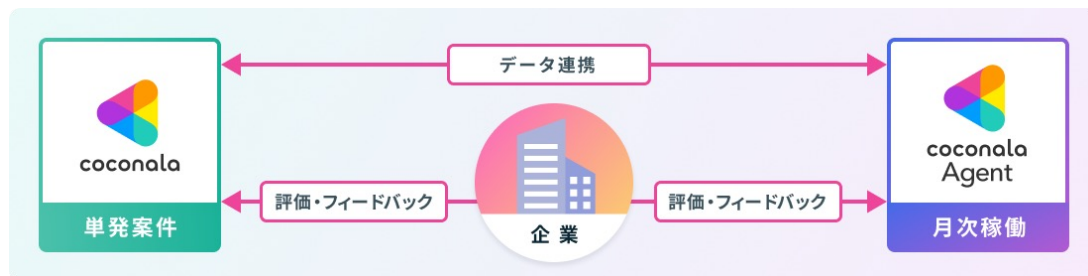 データ連携
coconala
coconala
Agent
評価・フィードバック
評価・フィードバック
単発案件
企業
月次稼働